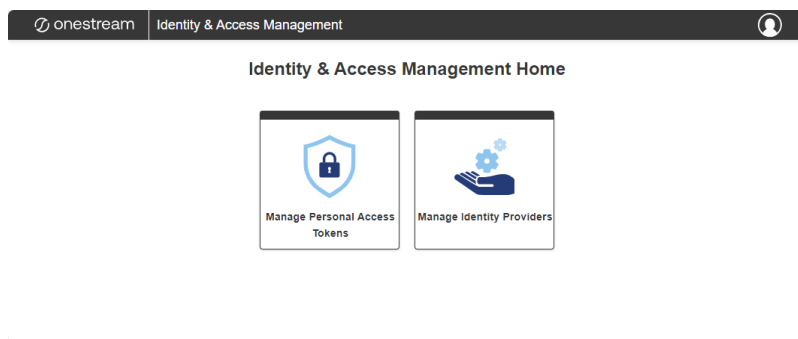 onestream Identity & Access Management
Identity & Access Management Home
Manage Personal Access
Tokens
Manage Identity Providers